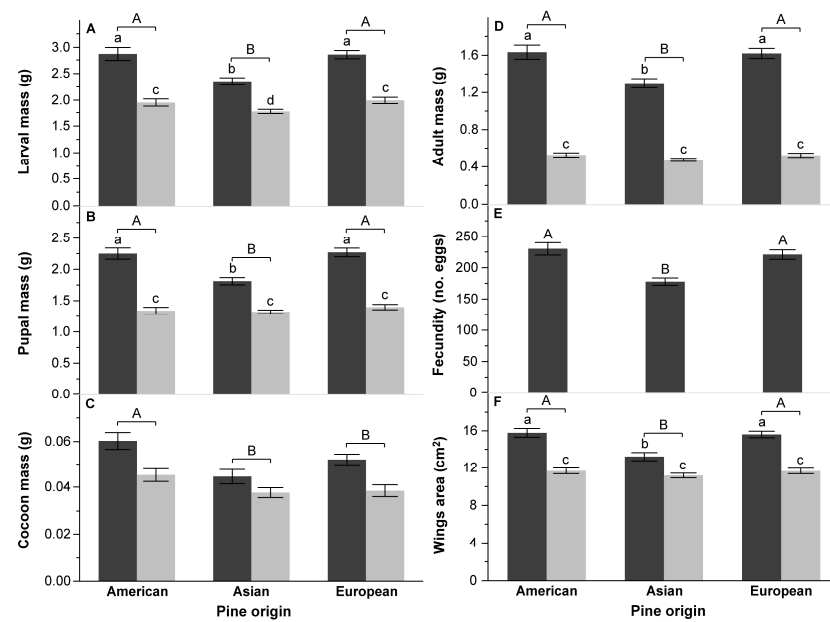 A
A
B
A
a
b
a
c
d
c
3.0
2.5
2.0
1.5
1.0
0.5
0.0
Larval mass (g)
B
A
B
A
a
b
a
c
c
c
2.5
2.0
1.5
1.0
0.5
0.0
Pupal mass (g)
C
A
B
B
0.06
0.04
0.02
0.00
Cocoon mass (g)
American Asian European
Pine origin
D
A
B
A
a
b
a
c
c
c
1.6
1.2
0.8
0.4
0.0
Adult mass (g)
E
A
B
A
250
200
150
100
50
0
Fecundity (no. eggs)
F
A
B
A
a
b
a
c
c
c
16
12
8
4
0
Wings area (cm²)
American Asian European
Pine origin